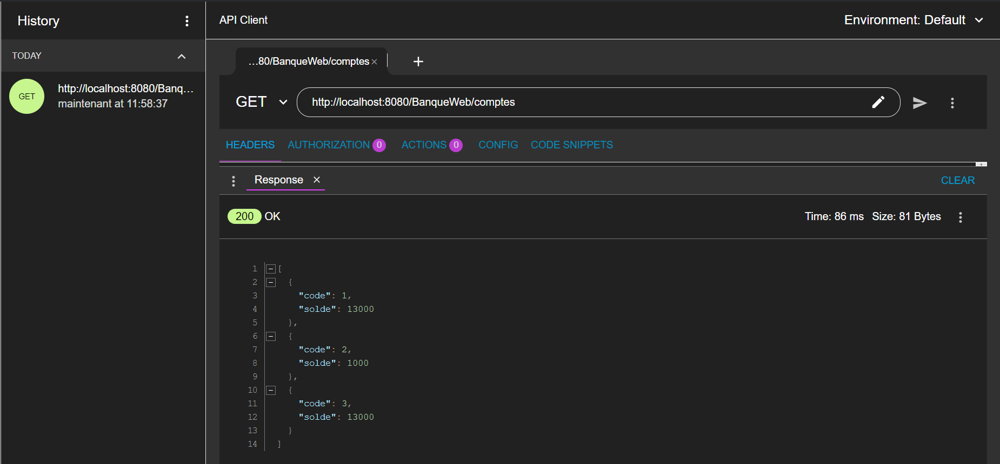 History
TODAY
GET
http://localhost:8080/Banq...
maintenant at 11:58:37
API Client
Environment: Default
...80/BanqueWeb/comptes
GET
http://localhost:8080/BanqueWeb/comptes
HEADERS AUTHORIZATION 0 ACTIONS 0 CONFIG CODE SNIPPETS
Response
CLEAR
200 OK
Time: 86 ms Size: 81 Bytes
1 [
2 {
3 "code": 1,
4 "solde": 13000
5 },
6 {
7 "code": 2,
8 "solde": 1000
9 },
10 {
11 "code": 3,
12 "solde": 13000
13 }
14 ]